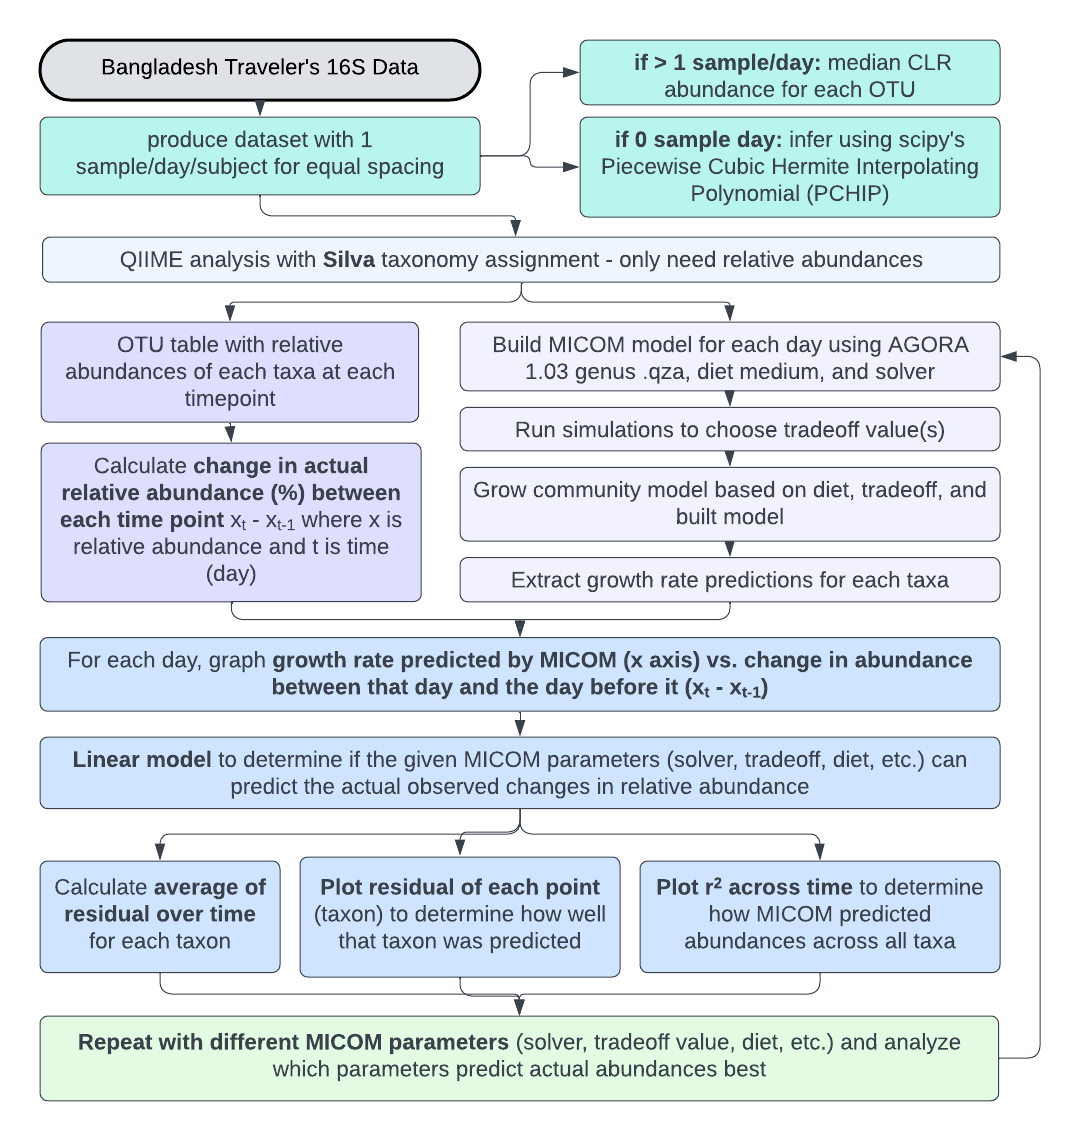 Bangladesh Traveler's 16S Data
if > 1 sample/day: median CLR
abundance for each OTU
produce dataset with 1
sample/day/subject for equal spacing
if 0 sample day: infer using scipy's
Piecewise Cubic Hermite Interpolating
Polynomial (PCHIP)
QIIME analysis with Silva taxonomy assignment - only need relative abundances
OTU table with relative
abundances of each taxa at each
timepoint
Calculate change in actual
relative abundance (%) between
each time point xt - xt-1 where x is
relative abundance and t is time
(day)
Build MICOM model for each day using AGORA
1.03 genus .qza, diet medium, and solver
Run simulations to choose tradeoff value(s)
Grow community model based on diet, tradeoff, and
built model
Extract growth rate predictions for each taxa
For each day, graph growth rate predicted by MICOM (x axis) vs. change in abundance
between that day and the day before it (xt - xt-1)
Linear model to determine if the given MICOM parameters (solver, tradeoff, diet, etc.) can
predict the actual observed changes in relative abundance
Calculate average of
residual over time
for each taxon
Plot residual of each point
(taxon) to determine how well
that taxon was predicted
Plot r² across time to determine
how MICOM predicted
abundances across all taxa
Repeat with different MICOM parameters (solver, tradeoff value, diet, etc.) and analyze
which parameters predict actual abundances best